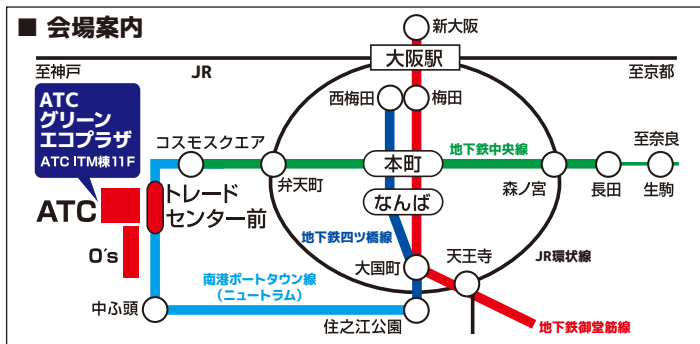 ■ 会場案内
新大阪
大阪駅
至神戸
JR
至京都
ATC
グリーン
エコプラザ
ATC ITM棟11F
西梅田
梅田
コスモスクエア
地下鉄中央線
至奈良
本町
弁天町
森ノ宮
長田
生駒
トレード
センター前
ATC
なんば
O's
地下鉄四ツ橋線
大国町
天王寺
JR環状線
南港ポートタウン線
（ニュートラム）
中ふ頭
住之江公園
地下鉄御堂筋線